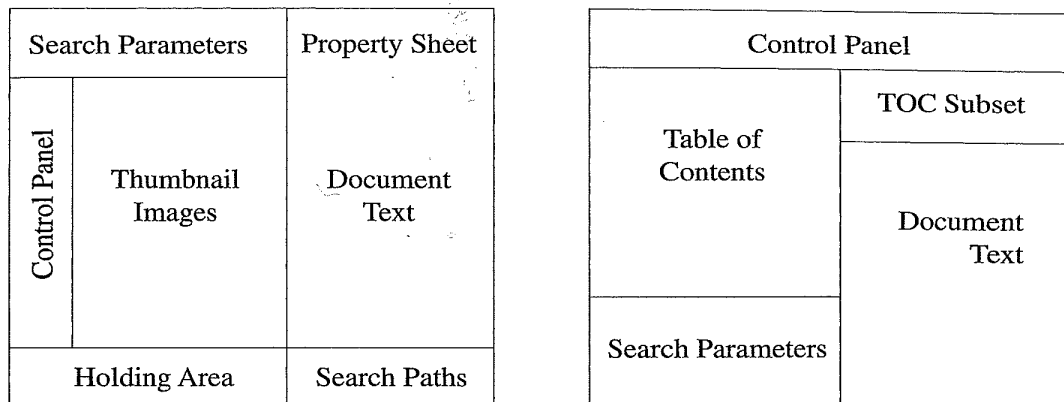 Search Parameters
Property Sheet
Control Panel
Thumbnail
Images
Document
Text
Holding Area
Search Paths
Control Panel
TOC Subset
Table of
Contents
Document
Text
Search Parameters